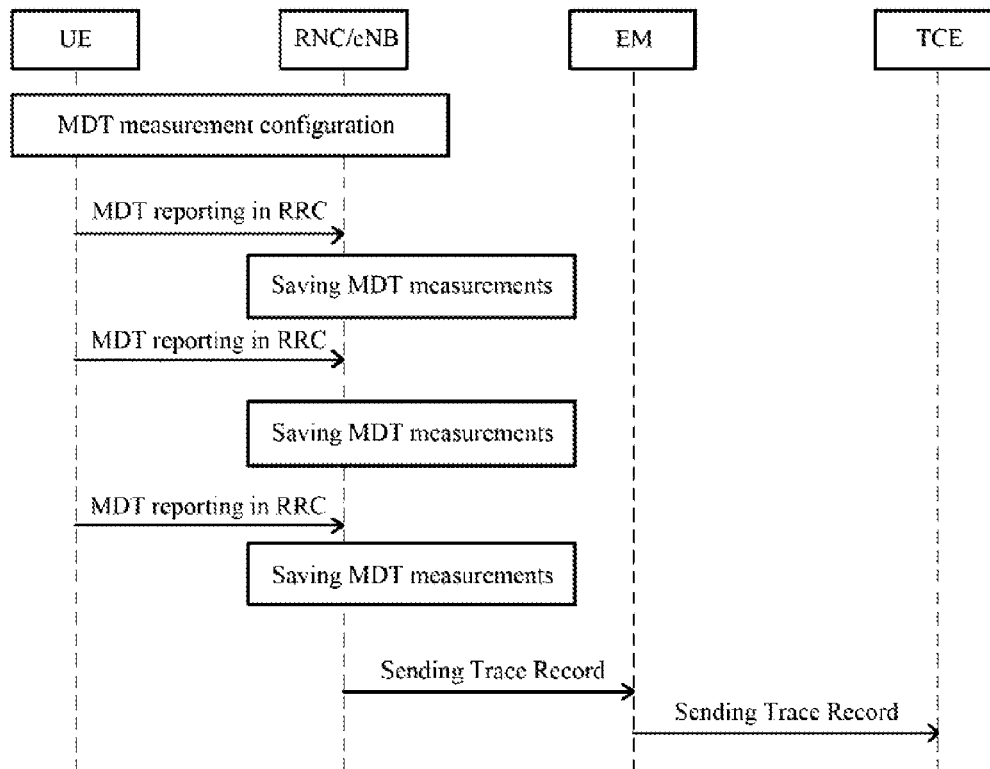 UE
RNC/eNB
EM
TCE
MDT measurement configuration
MDT reporting in RRC
Saving MDT measurements
MDT reporting in RRC
Saving MDT measurements
MDT reporting in RRC
Saving MDT measurements
Sending Trace Record
Sending Trace Record